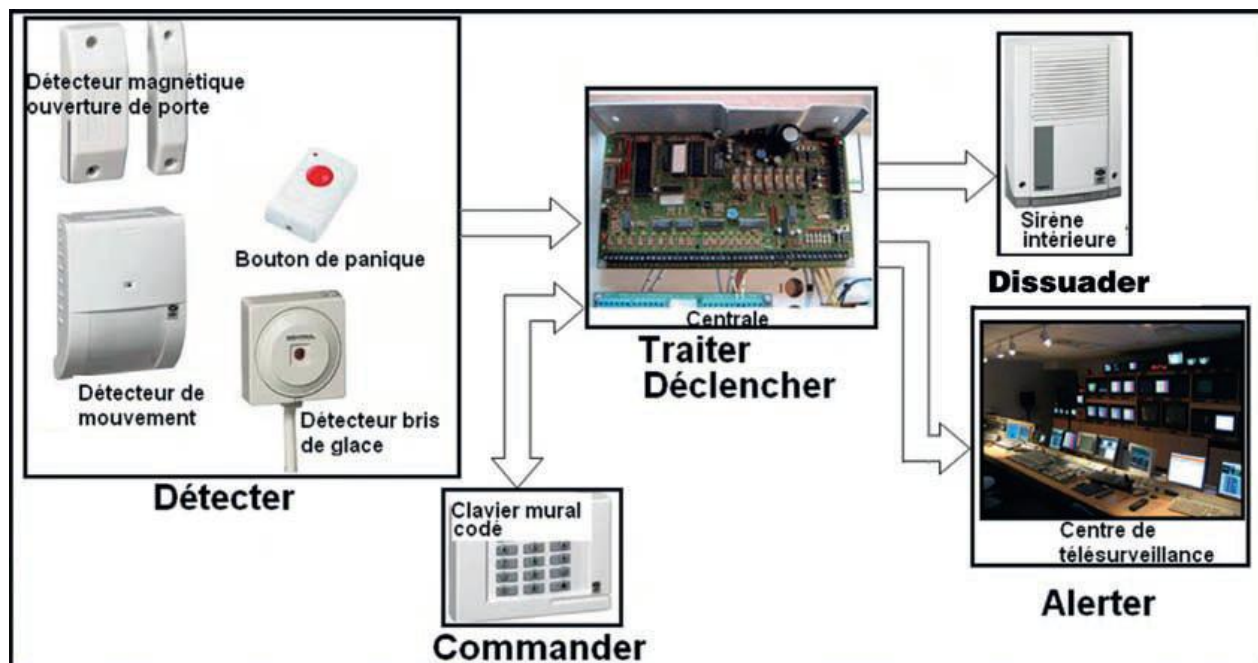 Détecteur magnétique
ouverture de porte
Bouton de panique
Détecteur de
mouvement
Détecteur bris
de glace
Détecter
Clavier mural
codé
Commander
Centrale
Traiter
Déclencher
Sirène
intérieure
Dissuader
Centre de
télésurveillance
Alerter